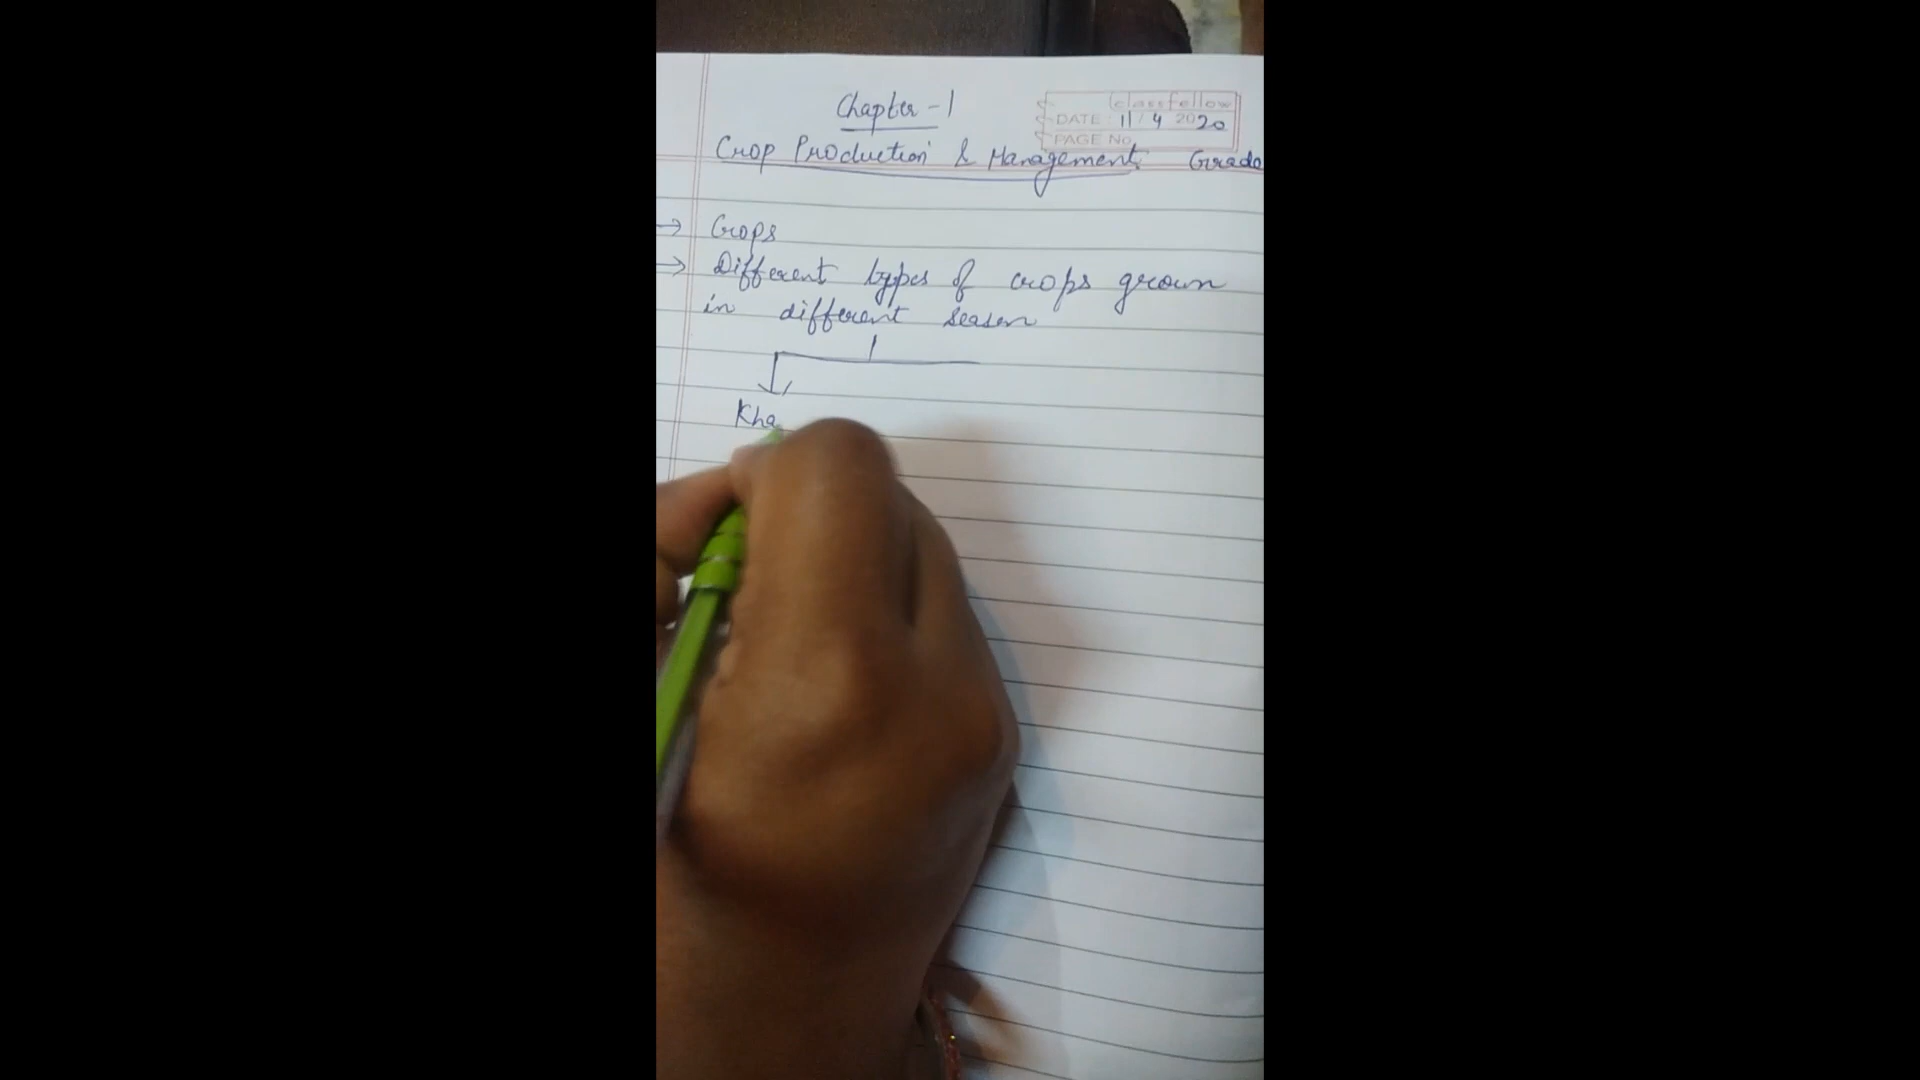 Chapter - 1
classfellow
DATE : 11 / 4 2020
PAGE No.
Crop Production & Management Grade
→ Crops
→ Different types of crops grown
in different season
Kha